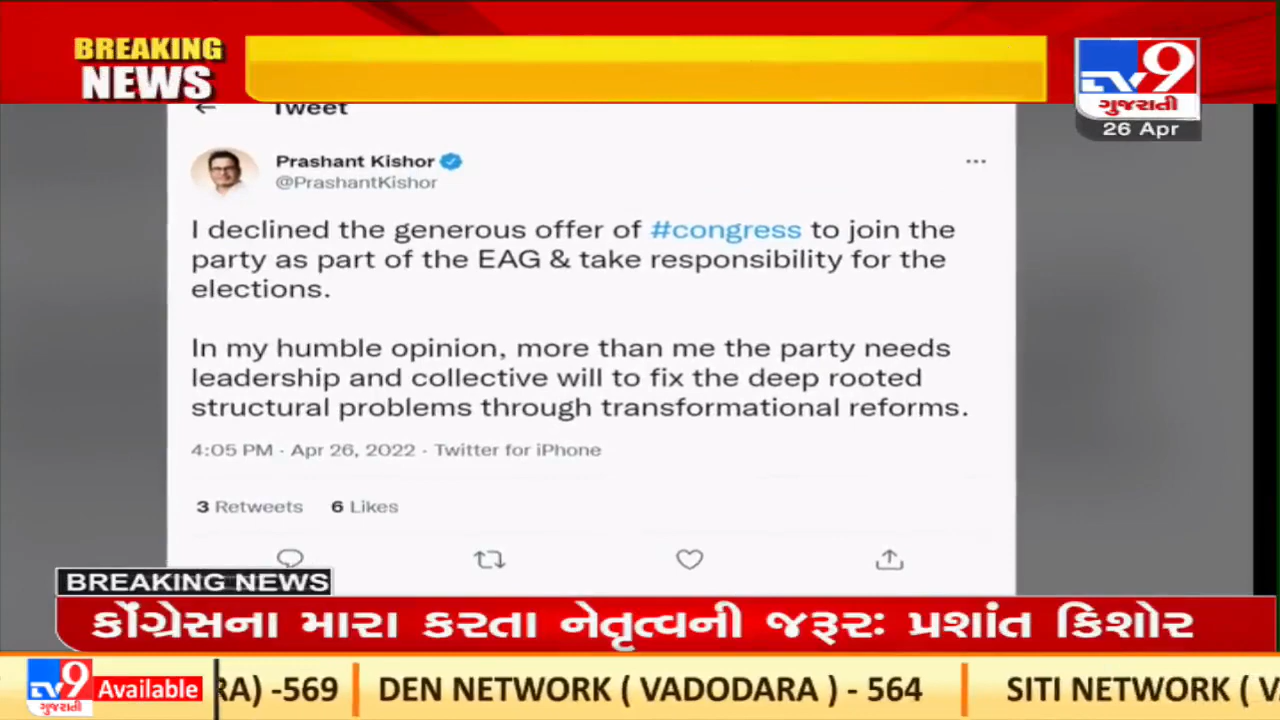 BREAKING
NEWS
TV9
ગુજરાતી
26 Apr
Tweet
Prashant Kishor
@PrashantKishor
I declined the generous offer of #congress to join the
party as part of the EAG & take responsibility for the
elections.
In my humble opinion, more than me the party needs
leadership and collective will to fix the deep rooted
structural problems through transformational reforms.
4:05 PM · Apr 26, 2022 · Twitter for iPhone
3 Retweets 6 Likes
BREAKING NEWS
કોંગ્રેસના મારા કરતા નેતૃત્વની જરૂરઃ પ્રશાંત કિશોર
TV9
ગુજરાતી
Available
RA) -569 DEN NETWORK ( VADODARA ) - 564 SITI NETWORK (